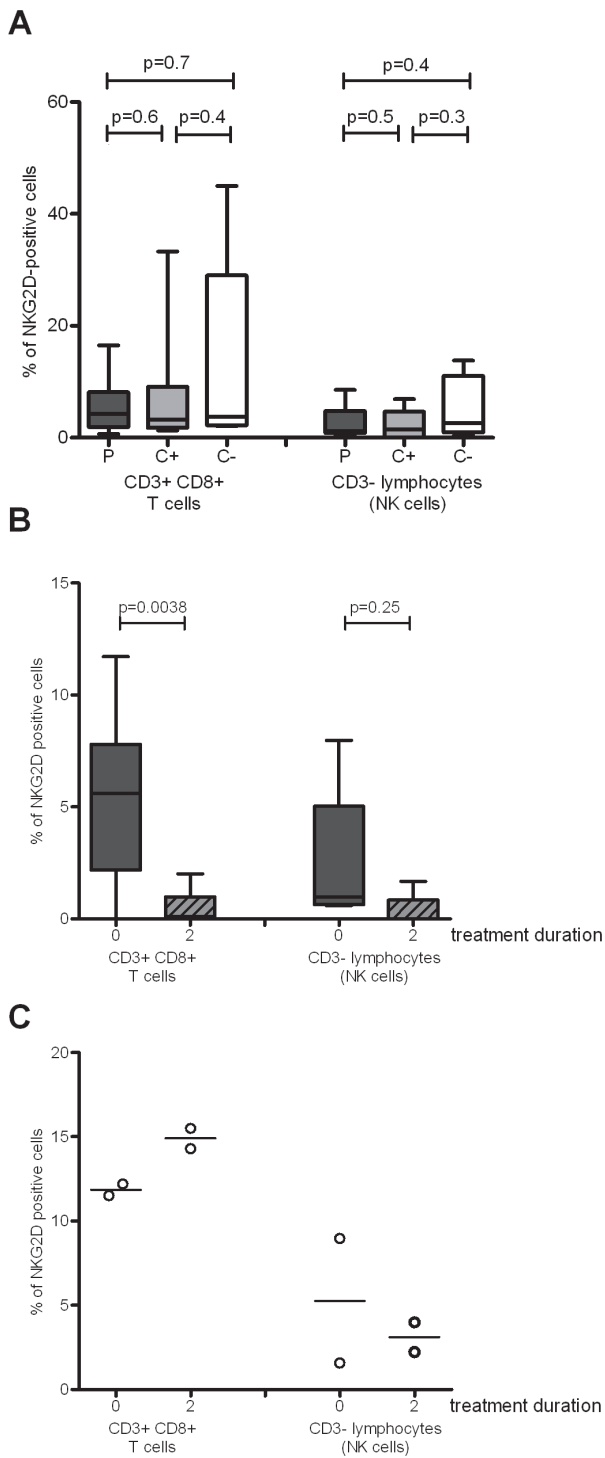 A
p=0.7
p=0.4
p=0.6
p=0.4
p=0.5
p=0.3
60
40
20
0
% of NKG2D-positive cells
P
C+
C-
P
C+
C-
CD3+ CD8+
T cells
CD3- lymphocytes
(NK cells)
B
15
10
5
0
% of NKG2D positive cells
p=0.0038
p=0.25
0
2
0
2
treatment duration
CD3+ CD8+
T cells
CD3- lymphocytes
(NK cells)
C
20
15
10
5
0
% of NKG2D positive cells
0
2
0
2
treatment duration
CD3+ CD8+
T cells
CD3- lymphocytes
(NK cells)